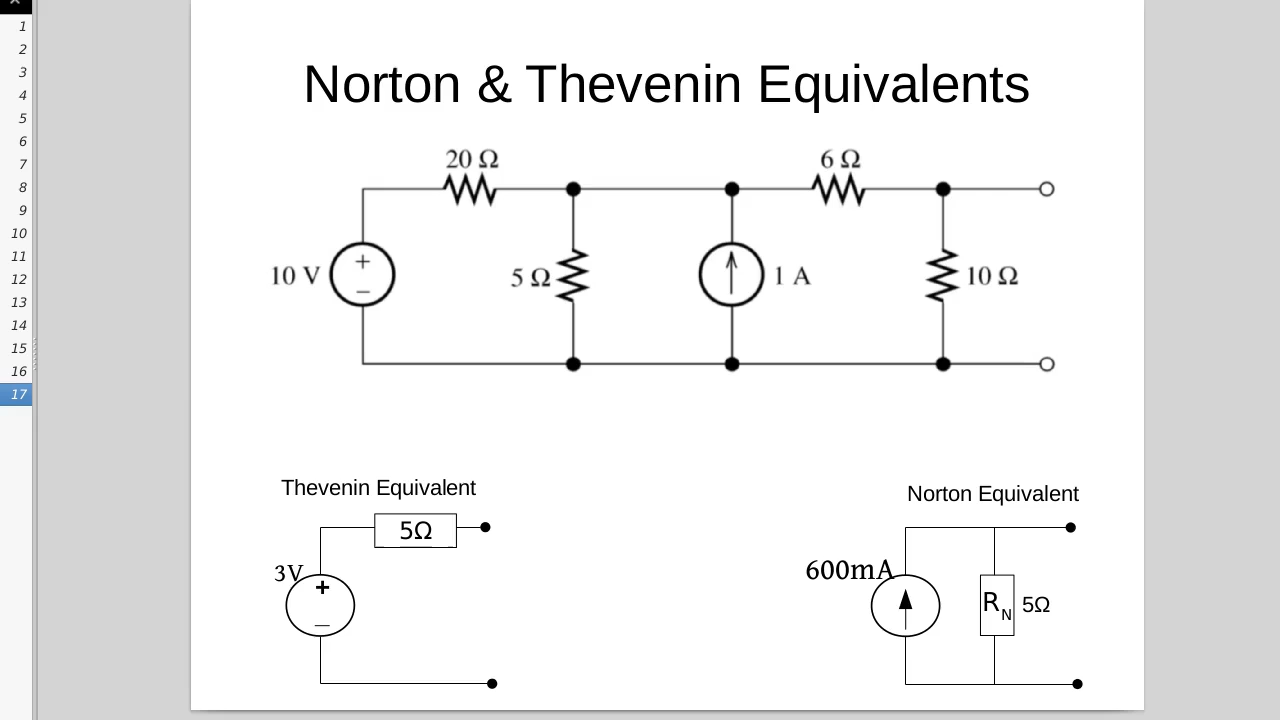 1
2
3
4
5
6
7
8
9
10
11
12
13
14
15
16
17
Norton & Thevenin Equivalents
20 Ω
6 Ω
10 V
+
−
5 Ω
1 A
10 Ω
Thevenin Equivalent
5Ω
3V
+
_
Norton Equivalent
600mA
RN
5Ω